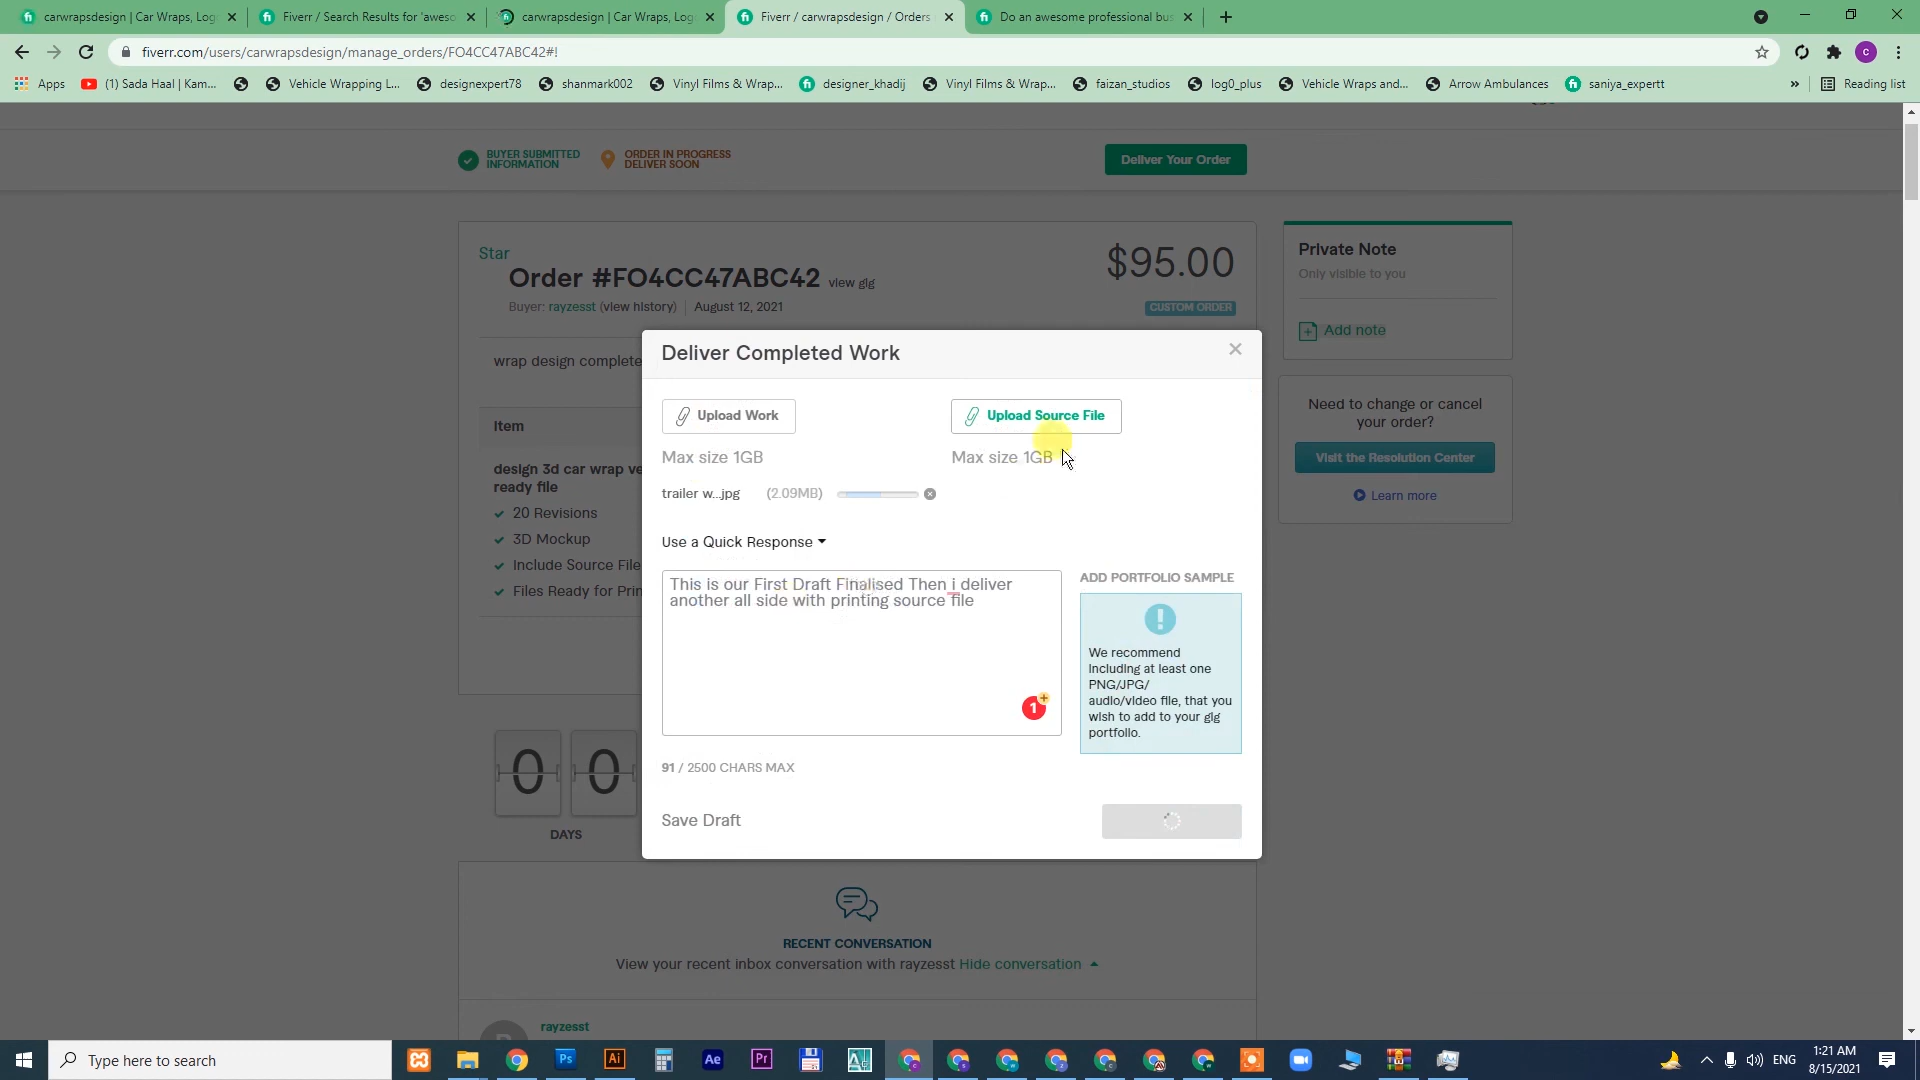 carwrapsdesign | Car Wraps, Log
Fiverr / Search Results for 'aweso
carwrapsdesign | Car Wraps, Log
Fiverr / carwrapsdesign / Orders
Do an awesome professional bus
fiverr.com/users/carwrapsdesign/manage_orders/FO4CC47ABC42#!
Apps
(1) Sada Haal | Kam...
Vehicle Wrapping L...
designexpert78
shanmark002
Vinyl Films & Wrap...
designer_khadij
Vinyl Films & Wrap...
faizan_studios
log0_plus
Vehicle Wraps and...
Arrow Ambulances
saniya_expertt
Reading list
BUYER SUBMITTED
INFORMATION
ORDER IN PROGRESS
DELIVER SOON
Deliver Your Order
Star
Order #FO4CC47ABC42 view gig
Buyer: rayzesst (view history) | August 12, 2021
$95.00
CUSTOM ORDER
wrap design complete
Item
design 3d car wrap ve
ready file
20 Revisions
3D Mockup
Include Source File
Files Ready for Prin
Private Note
Only visible to you
Add note
Need to change or cancel
your order?
Visit the Resolution Center
Learn more
Deliver Completed Work
Upload Work
Upload Source File
Max size 1GB
Max size 1GB
trailer w...jpg (2.09MB)
Use a Quick Response
This is our First Draft Finalised Then i deliver
another all side with printing source file
1
ADD PORTFOLIO SAMPLE
We recommend
including at least one
PNG/JPG/
audio/video file, that you
wish to add to your gig
portfolio.
91 / 2500 CHARS MAX
Save Draft
0 0
DAYS
RECENT CONVERSATION
View your recent inbox conversation with rayzesst Hide conversation
rayzesst
Type here to search
ENG
1:21 AM
8/15/2021